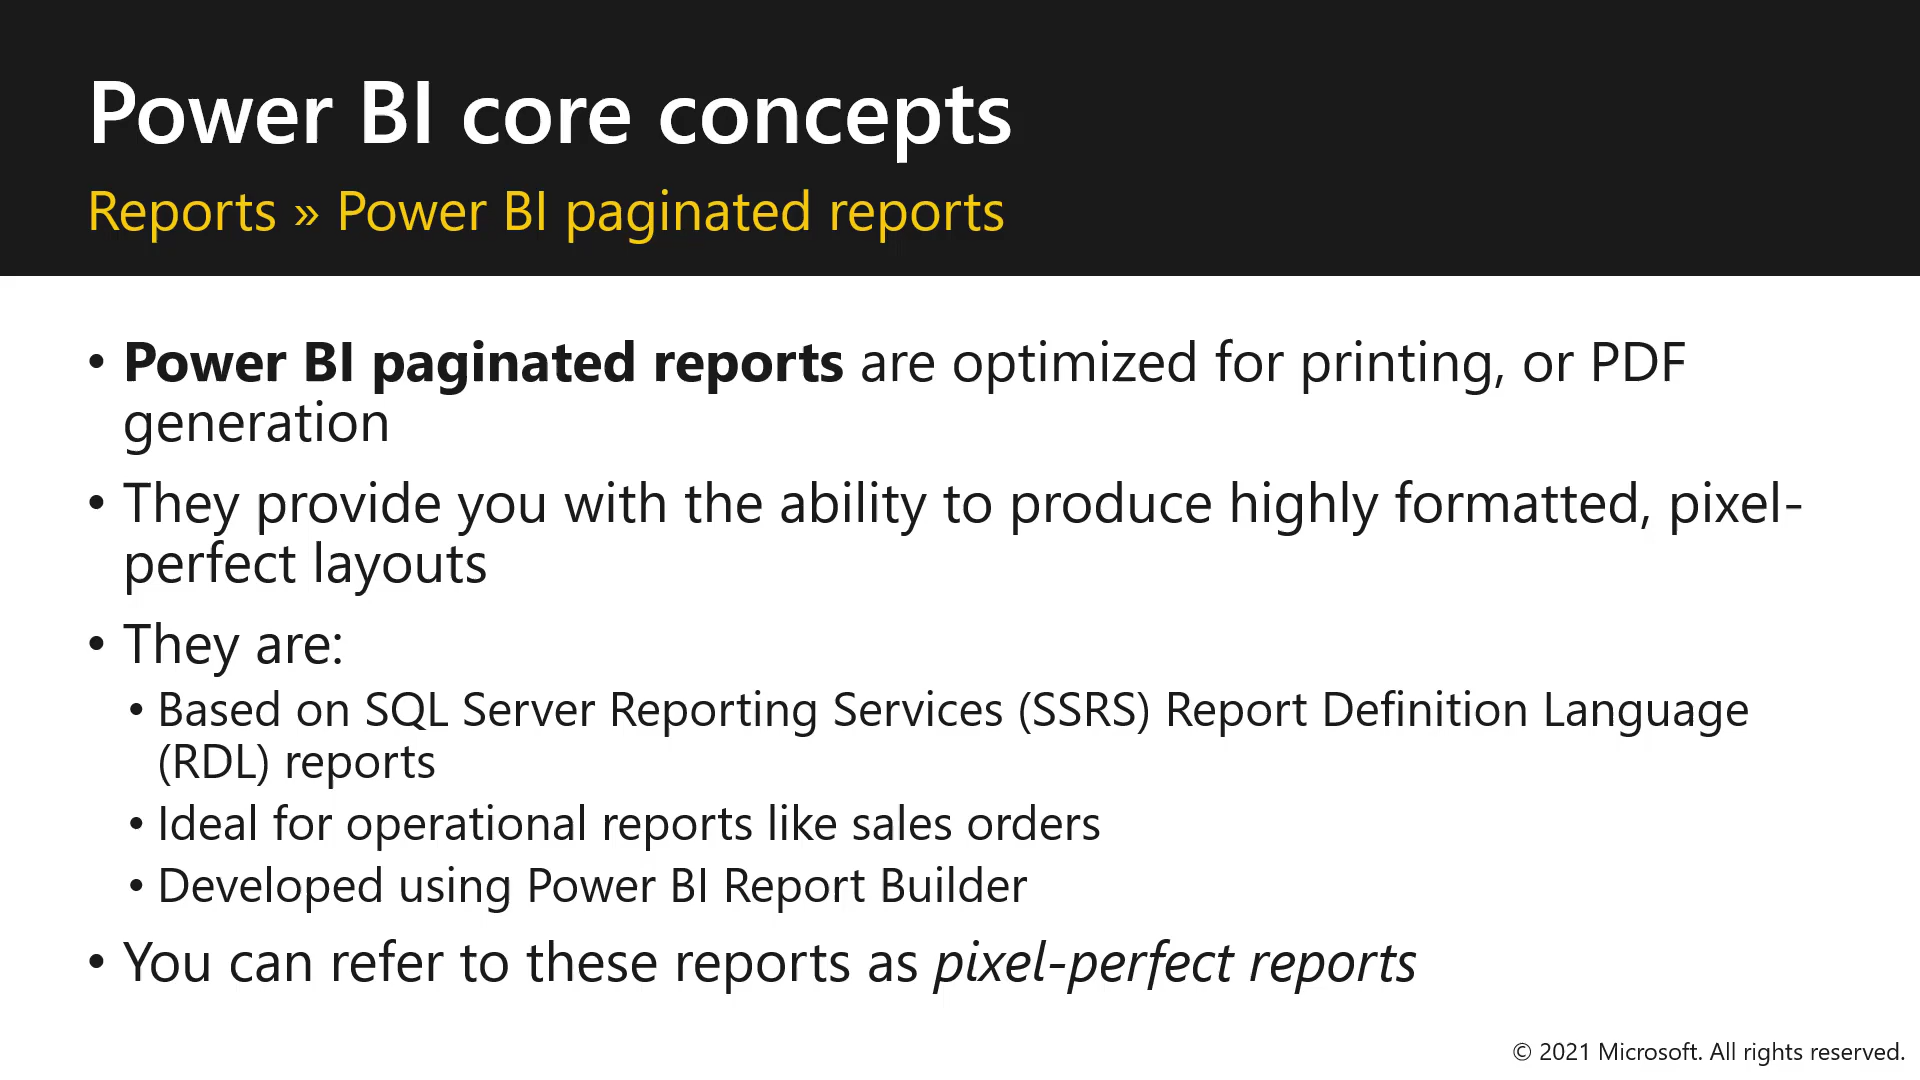 Power BI core concepts
Reports » Power BI paginated reports
• Power BI paginated reports are optimized for printing, or PDF
generation
• They provide you with the ability to produce highly formatted, pixel-
perfect layouts
• They are:
• Based on SQL Server Reporting Services (SSRS) Report Definition Language
(RDL) reports
• Ideal for operational reports like sales orders
• Developed using Power BI Report Builder
• You can refer to these reports as pixel-perfect reports
© 2021 Microsoft. All rights reserved.